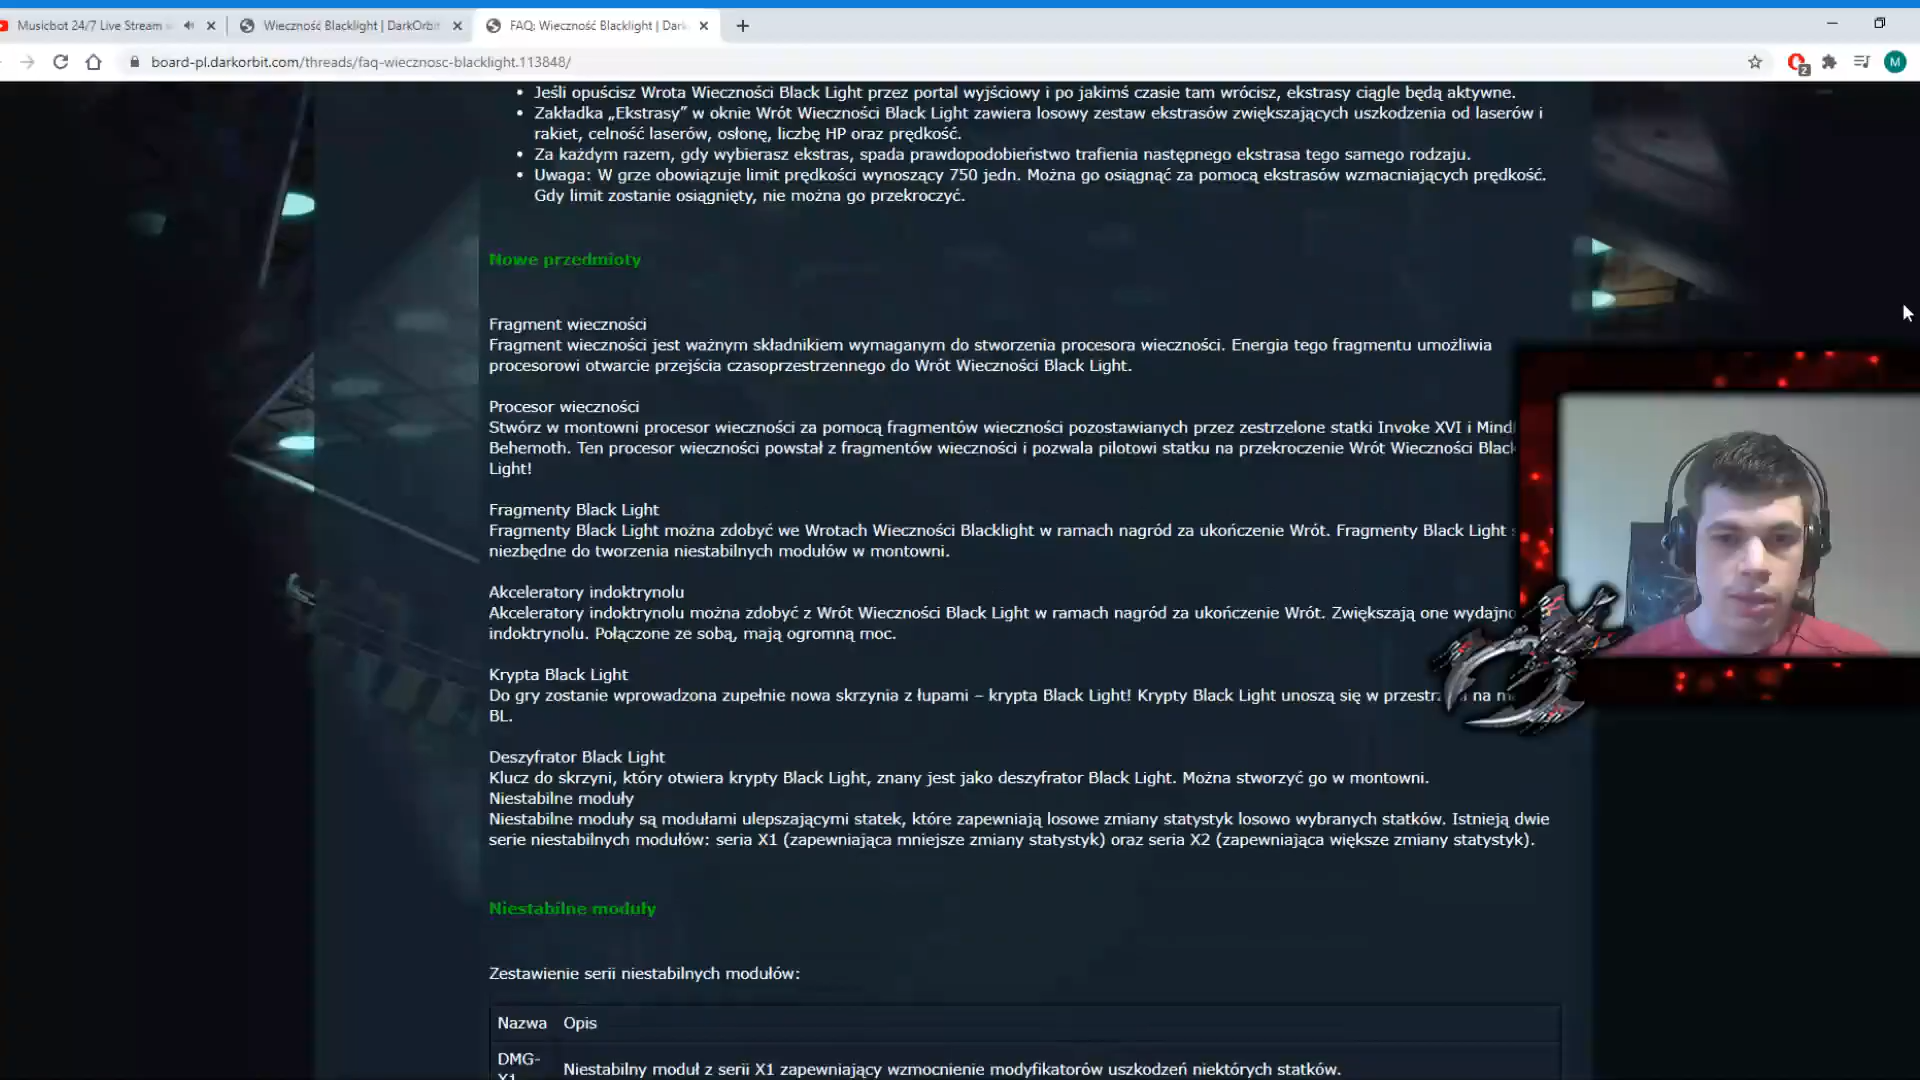 Musicbot 24/7 Live Stream
Wieczność Blacklight | DarkOrbit
FAQ: Wieczność Blacklight | Dark
board-pl.darkorbit.com/threads/faq-wiecznosc-blacklight.113848/
2
M
Jeśli opuścisz Wrota Wieczności Black Light przez portal wyjściowy i po jakimś czasie tam wrócisz, ekstrasy ciągle będą aktywne.
Zakładka „Ekstrasy” w oknie Wrót Wieczności Black Light zawiera losowy zestaw ekstrasów zwiększających uszkodzenia od laserów i
rakiet, celność laserów, osłonę, liczbę HP oraz prędkość.
Za każdym razem, gdy wybierasz ekstras, spada prawdopodobieństwo trafienia następnego ekstrasa tego samego rodzaju.
Uwaga: W grze obowiązuje limit prędkości wynoszący 750 jedn. Można go osiągnąć za pomocą ekstrasów wzmacniających prędkość.
Gdy limit zostanie osiągnięty, nie można go przekroczyć.
Nowe przedmioty
Fragment wieczności
Fragment wieczności jest ważnym składnikiem wymaganym do stworzenia procesora wieczności. Energia tego fragmentu umożliwia
procesorowi otwarcie przejścia czasoprzestrzennego do Wrót Wieczności Black Light.
Procesor wieczności
Stwórz w montowni procesor wieczności za pomocą fragmentów wieczności pozostawianych przez zestrzelone statki Invoke XVI i Mind
Behemoth. Ten procesor wieczności powstał z fragmentów wieczności i pozwala pilotowi statku na przekroczenie Wrót Wieczności Black
Light!
Fragmenty Black Light
Fragmenty Black Light można zdobyć we Wrotach Wieczności Blacklight w ramach nagród za ukończenie Wrót. Fragmenty Black Light
niezbędne do tworzenia niestabilnych modułów w montowni.
Akceleratory indoktrynolu
Akceleratory indoktrynolu można zdobyć z Wrót Wieczności Black Light w ramach nagród za ukończenie Wrót. Zwiększają one wydajno
indoktrynolu. Połączone ze sobą, mają ogromną moc.
Krypta Black Light
Do gry zostanie wprowadzona zupełnie nowa skrzynia z łupami – krypta Black Light! Krypty Black Light unoszą się w przestrz na
BL.
Deszyfrator Black Light
Klucz do skrzyni, który otwiera krypty Black Light, znany jest jako deszyfrator Black Light. Można stworzyć go w montowni.
Niestabilne moduły
Niestabilne moduły są modułami ulepszającymi statek, które zapewniają losowe zmiany statystyk losowo wybranych statków. Istnieją dwie
serie niestabilnych modułów: seria X1 (zapewniająca mniejsze zmiany statystyk) oraz seria X2 (zapewniająca większe zmiany statystyk).
Niestabilne moduły
Zestawienie serii niestabilnych modułów:
Nazwa Opis
DMG-
X1
Niestabilny moduł z serii X1 zapewniający wzmocnienie modyfikatorów uszkodzeń niektórych statków.